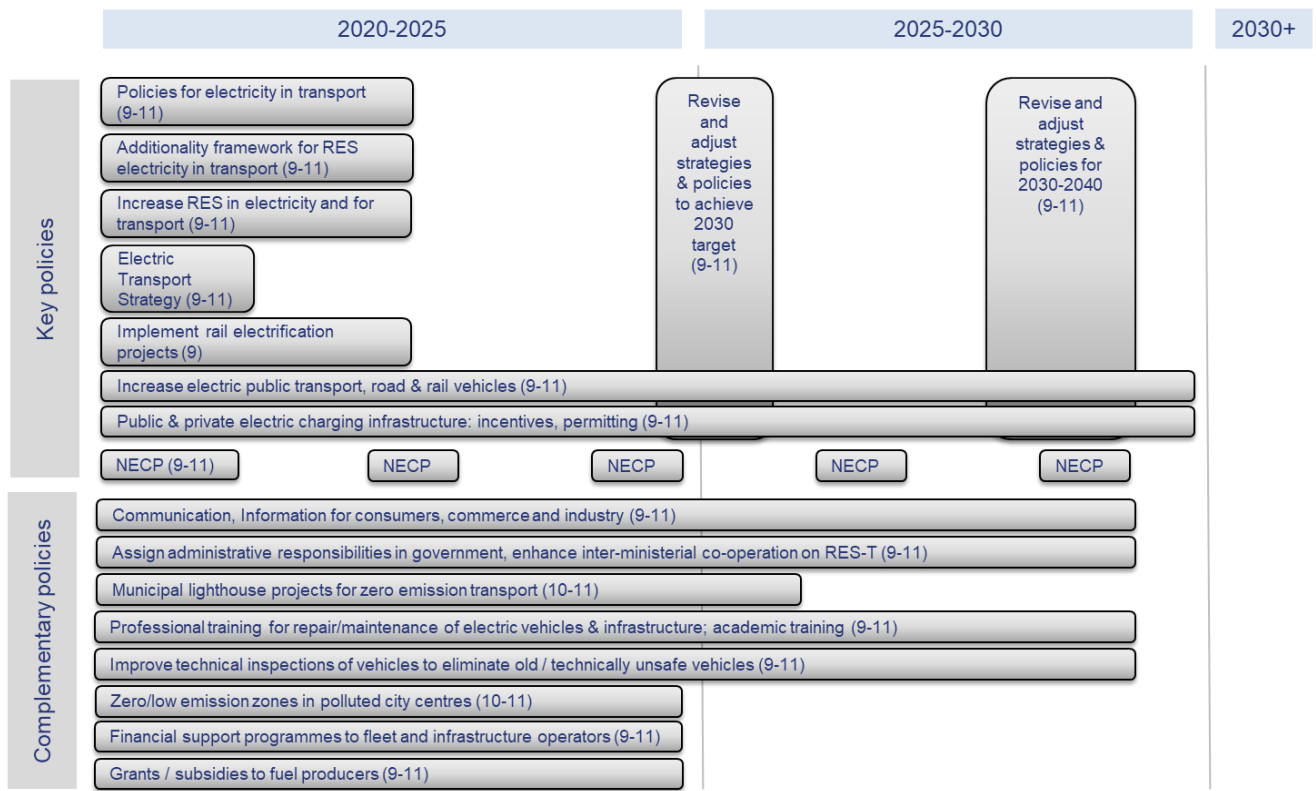 2020-2025
2025-2030
2030+
Key policies
Policies for electricity in transport
(9-11)
Additionality framework for RES
electricity in transport (9-11)
Increase RES in electricity and for
transport (9-11)
Electric
Transport
Strategy (9-11)
Implement rail electrification
projects (9)
Revise
and
adjust
strategies
& policies
to achieve
2030
target
(9-11)
Revise and
adjust
strategies &
policies for
2030-2040
(9-11)
Increase electric public transport, road & rail vehicles (9-11)
Public & private electric charging infrastructure: incentives, permitting (9-11)
NECP (9-11)
NECP
NECP
NECP
NECP
Complementary policies
Communication, Information for consumers, commerce and industry (9-11)
Assign administrative responsibilities in government, enhance inter-ministerial co-operation on RES-T (9-11)
Municipal lighthouse projects for zero emission transport (10-11)
Professional training for repair/maintenance of electric vehicles & infrastructure; academic training (9-11)
Improve technical inspections of vehicles to eliminate old / technically unsafe vehicles (9-11)
Zero/low emission zones in polluted city centres (10-11)
Financial support programmes to fleet and infrastructure operators (9-11)
Grants / subsidies to fuel producers (9-11)